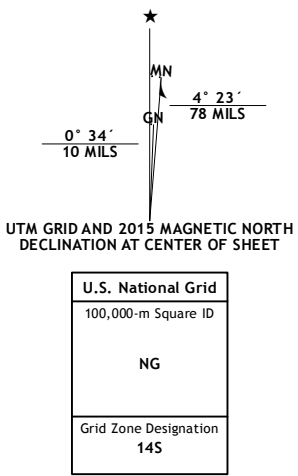 ★
MN
GN
4° 23´
78 MILS
0° 34´
10 MILS
UTM GRID AND 2015 MAGNETIC NORTH
DECLINATION AT CENTER OF SHEET
U.S. National Grid
100,000-m Square ID
NG
Grid Zone Designation
14S